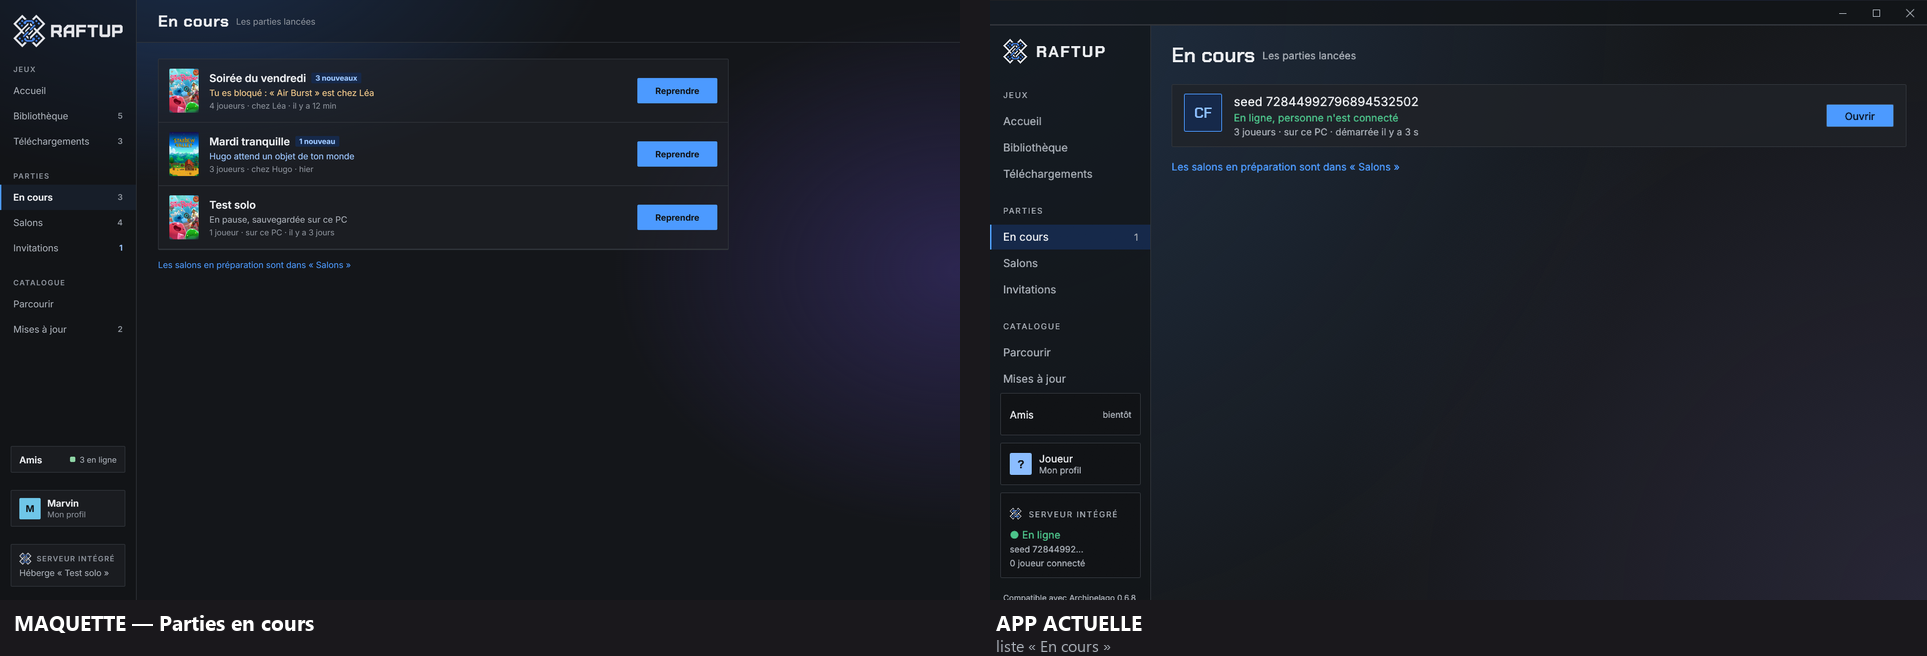 RAFTUP
JEUX
Accueil
Bibliothèque 5
Téléchargements 3
PARTIES
En cours 3
Salons 4
Invitations 1
CATALOGUE
Parcourir
Mises à jour 2
Amis 3 en ligne
M
Marvin
Mon profil
SERVEUR INTÉGRÉ
Héberge « Test solo »
En cours Les parties lancées
Soirée du vendredi 3 nouveaux
Tu es bloqué : « Air Burst » est chez Léa
4 joueurs · chez Léa · il y a 12 min
Reprendre
Mardi tranquille 1 nouveau
Hugo attend un objet de ton monde
3 joueurs · chez Hugo · hier
Reprendre
Test solo
En pause, sauvegardée sur ce PC
1 joueur · sur ce PC · il y a 3 jours
Reprendre
Les salons en préparation sont dans « Salons »
MAQUETTE — Parties en cours
RAFTUP
JEUX
Accueil
Bibliothèque
Téléchargements
PARTIES
En cours 1
Salons
Invitations
CATALOGUE
Parcourir
Mises à jour
Amis bientôt
?
Joueur
Mon profil
SERVEUR INTÉGRÉ
En ligne
seed 72844992...
0 joueur connecté
Compatible avec Archipelago 0.6.8
En cours Les parties lancées
CF
seed 72844992796894532502
En ligne, personne n'est connecté
3 joueurs · sur ce PC · démarrée il y a 3 s
Ouvrir
Les salons en préparation sont dans « Salons »
APP ACTUELLE
liste « En cours »